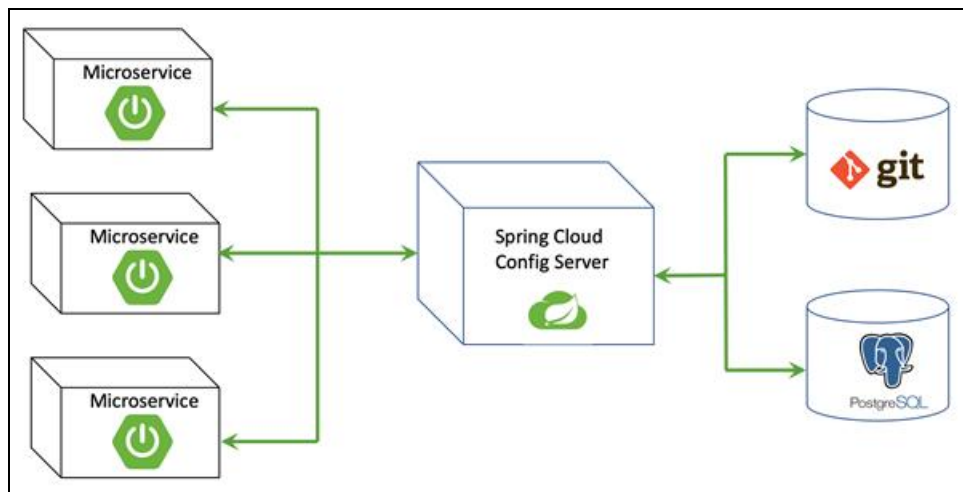 Microservice
Microservice
Microservice
Spring Cloud
Config Server
git
PostgreSQL